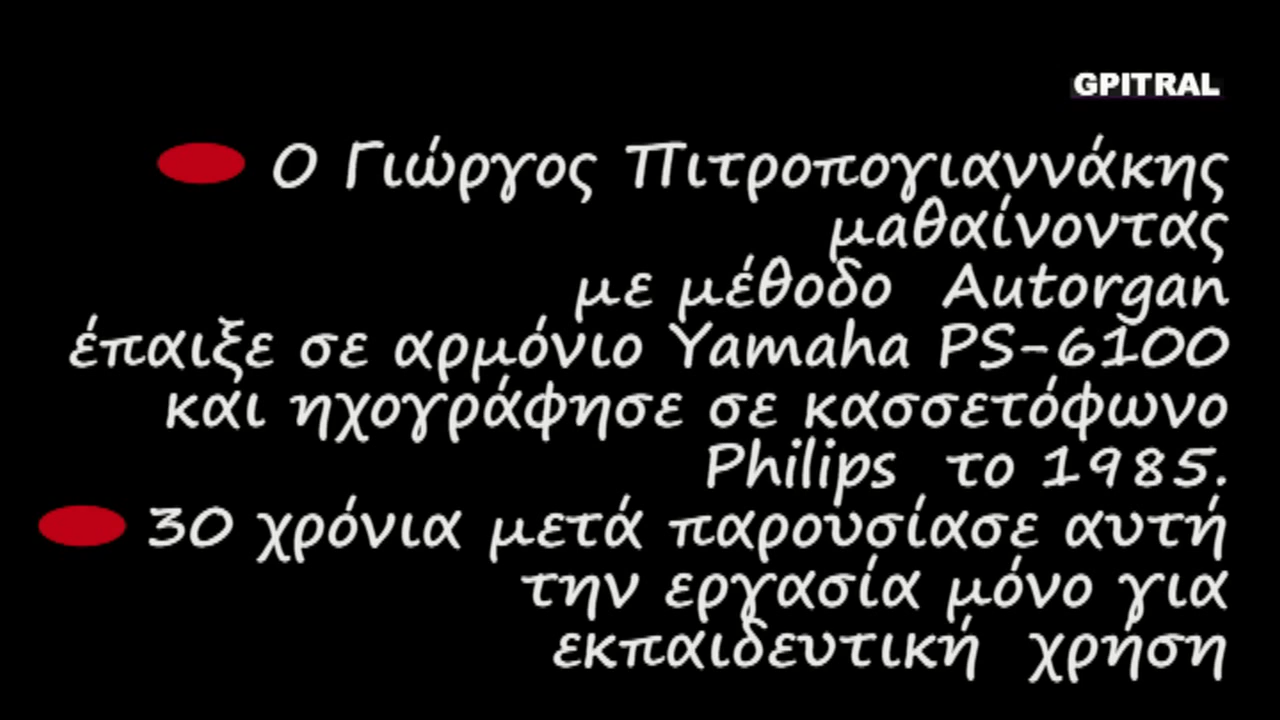 GPITRAL
Ο Γιώργος Πιτροπογιαννάκης
μαθαίνοντας
με μέθοδο Autorgan
έπαιξε σε αρμόνιο Yamaha PS-6100
και ηχογράφησε σε κασσετόφωνο
Philips το 1985.
30 χρόνια μετά παρουσίασε αυτή
την εργασία μόνο για
εκπαιδευτική χρήση